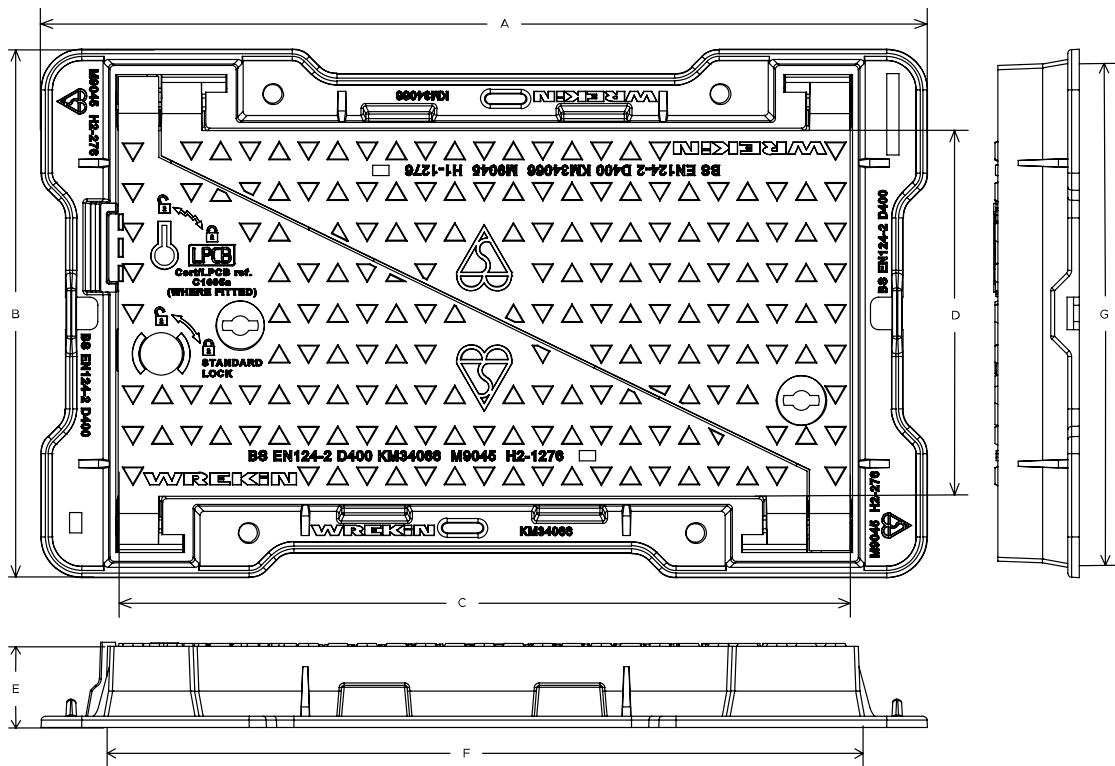 A
M9045 H2-276
KM34066
WREKiN
WREKiN
BS EN124-2 D400 KM34066 M9045 H1-1276
LPCB
Cert/LPCB ref.
C1665a
(WHERE FITTED)
BS EN124-2 D400
B
D
G
STANDARD
LOCK
BS EN124-2 D400
BS EN124-2 D400 KM34066 M9045 H2-1276
WREKiN
WREKiN
KM34066
M9045 H2-276
C
E
F